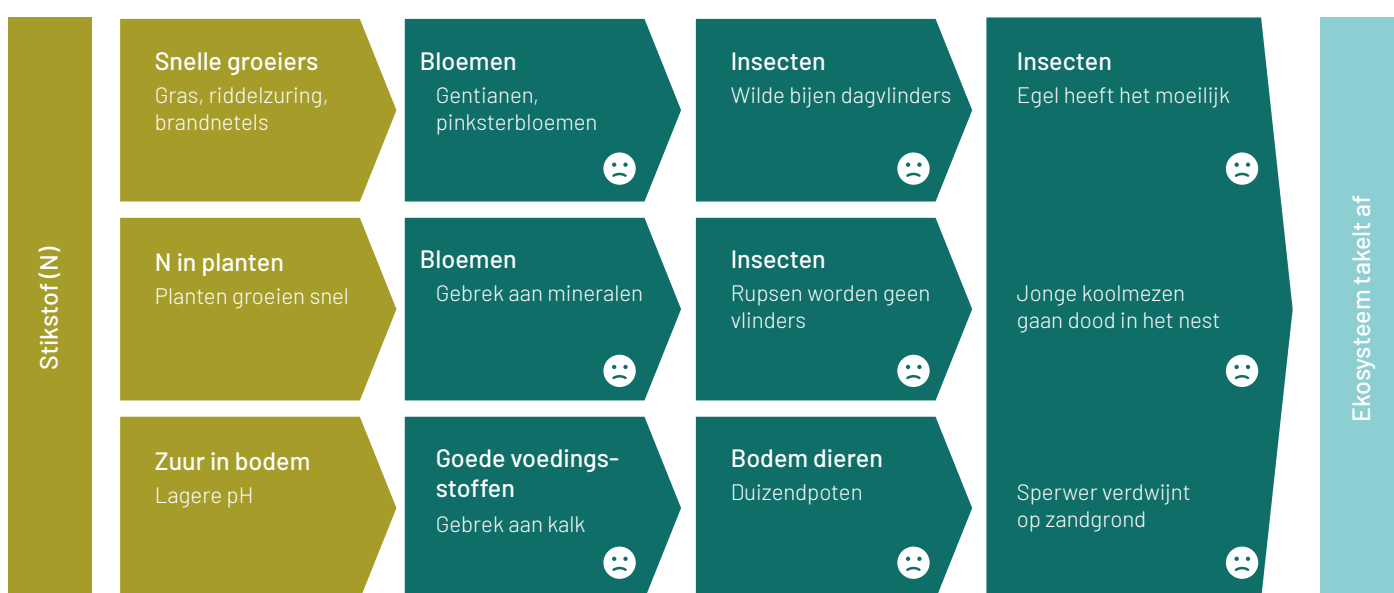 Stikstof (N)
Snelle groeiers
Gras, riddelzuring,
brandnetels
Bloemen
Gentianen,
pinksterbloemen
Insecten
Wilde bijen dagvlinders
Insecten
Egel heeft het moeilijk
N in planten
Planten groeien snel
Bloemen
Gebrek aan mineralen
Insecten
Rupsen worden geen
vlinders
Jonge koolmezen
gaan dood in het nest
Zuur in bodem
Lagere pH
Goede voedings-
stoffen
Gebrek aan kalk
Bodem dieren
Duizendpoten
Sperwer verdwijnt
op zandgrond
Ekosysteem takelt af